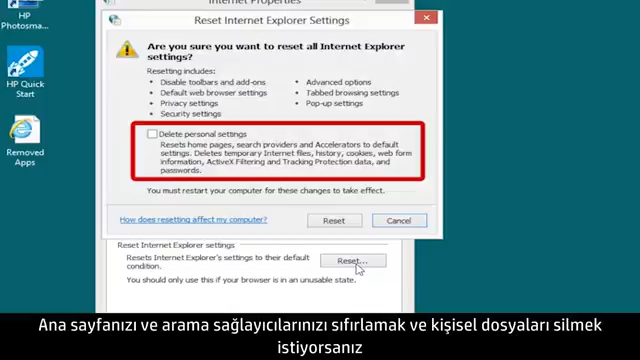 Internet Properties
HP
Photosma...
HP Quick
Start
Removed
Apps
Reset Internet Explorer Settings
Are you sure you want to reset all Internet Explorer
settings?
Resetting includes:
• Disable toolbars and add-ons
• Default web browser settings
• Privacy settings
• Security settings
• Advanced options
• Tabbed browsing settings
• Pop-up settings
Delete personal settings
Resets home pages, search providers and Accelerators to default
settings. Deletes temporary Internet files, history, cookies, web form
information, ActiveX Filtering and Tracking Protection data, and
passwords.
You must restart your computer for these changes to take effect.
How does resetting affect my computer?
Reset
Cancel
Reset Internet Explorer settings
Resets Internet Explorer's settings to their default
condition.
Reset...
You should only use this if your browser is in an unusable state.
Ana sayfanızı ve arama sağlayıcılarınızı sıfırlamak ve kişisel dosyaları silmek
istiyorsanız